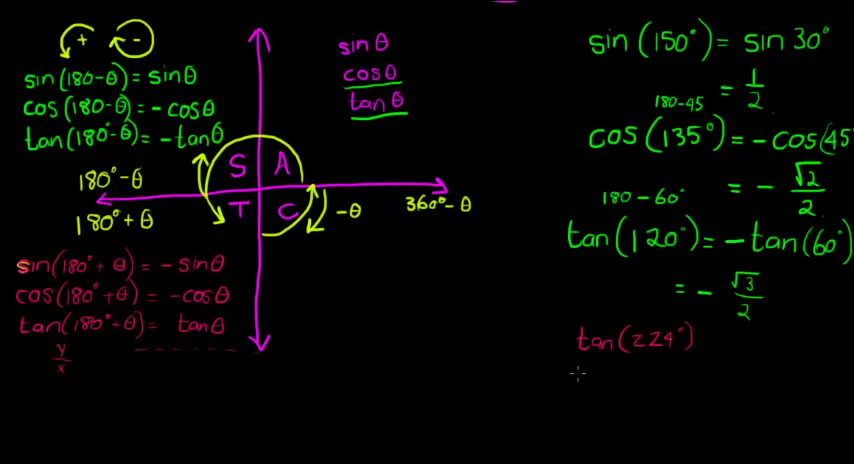 + -
sin(180-θ) = sinθ
cos(180-θ) = -cosθ
tan(180°-θ) = -tanθ
180°-θ
180°+θ
sin(180°+θ) = -sinθ
cos(180°+θ) = -cosθ
tan(180°+θ) = tanθ
y/x
S A
T C
sinθ
cosθ
tanθ
-θ
360°-θ
sin(150°) = sin 30°
= 1/2
180-45
cos(135°) = -cos(45
= - √2/2
180-60°
tan(120°) = -tan(60°)
= - √3/2
tan(224°)